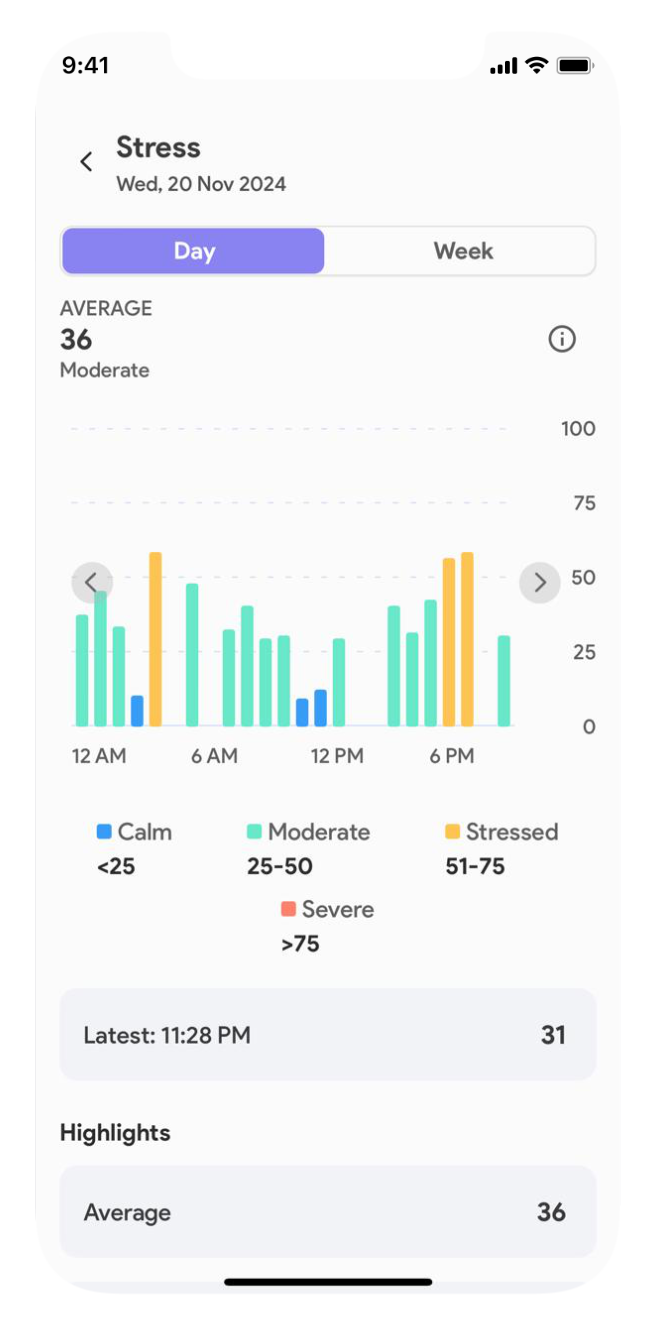 9:41
Stress
Wed, 20 Nov 2024
Day Week
AVERAGE
36
Moderate
100
75
50
25
0
12 AM 6 AM 12 PM 6 PM
Calm Moderate Stressed
<25 25-50 51-75
Severe
>75
Latest: 11:28 PM 31
Highlights
Average 36